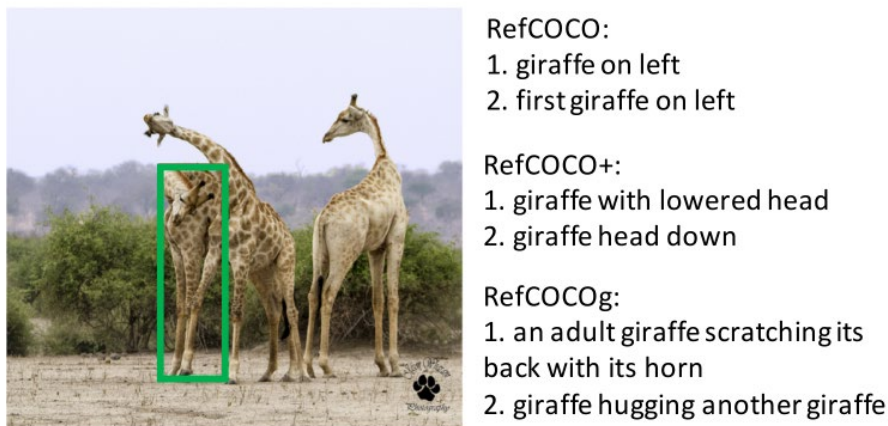 RefCOCO:
1. giraffe on left
2. first giraffe on left
RefCOCO+:
1. giraffe with lowered head
2. giraffe head down
RefCOCOg:
1. an adult giraffe scratching its
back with its horn
2. giraffe hugging another giraffe
Photography